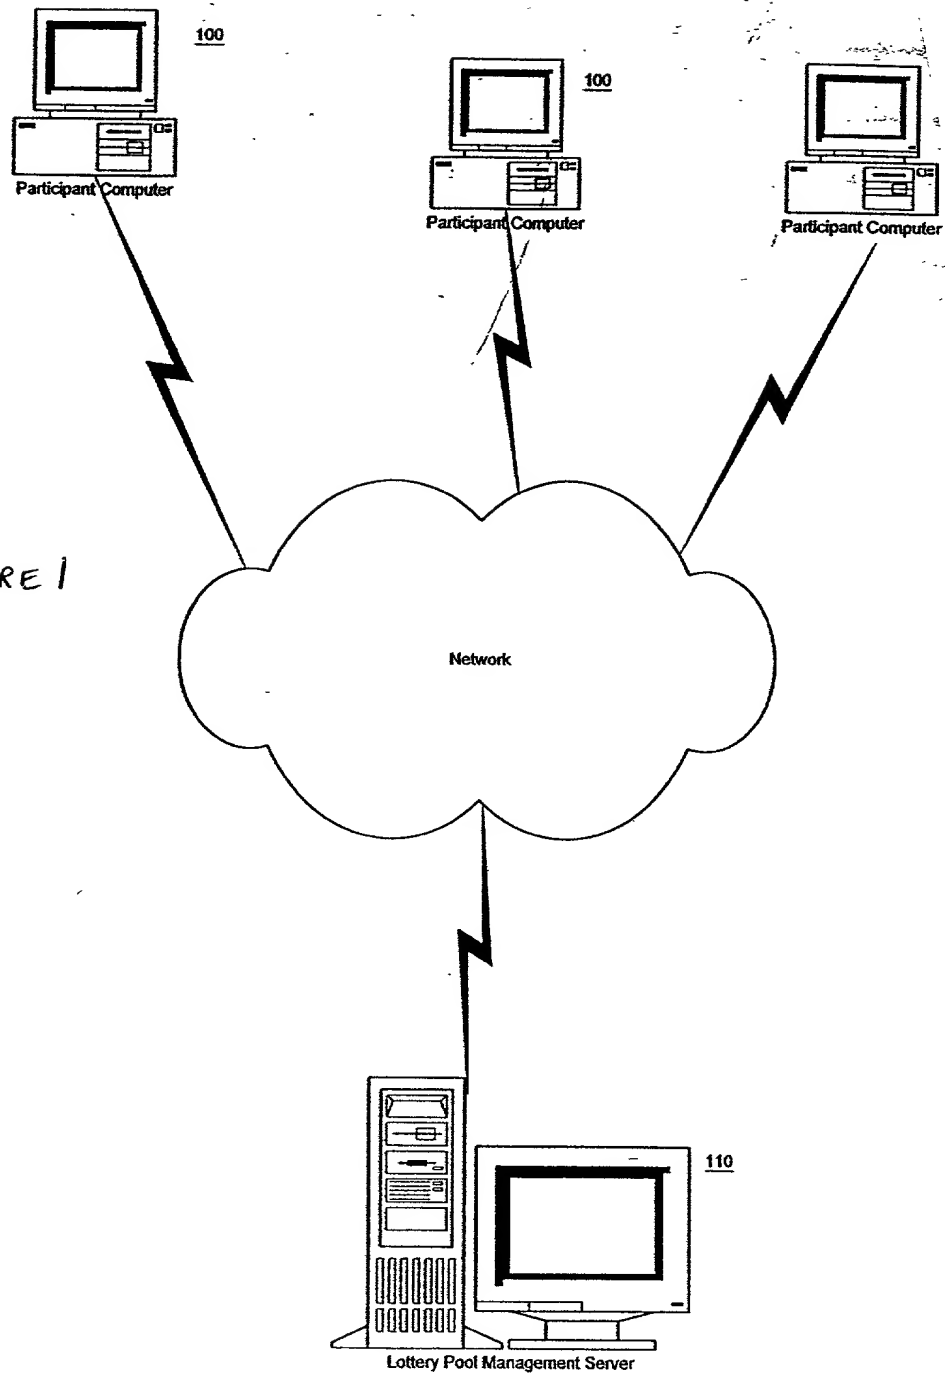 100
100
Participant Computer
Participant Computer
Participant Computer
RE 1
Network
110
Lottery Pool Management Server